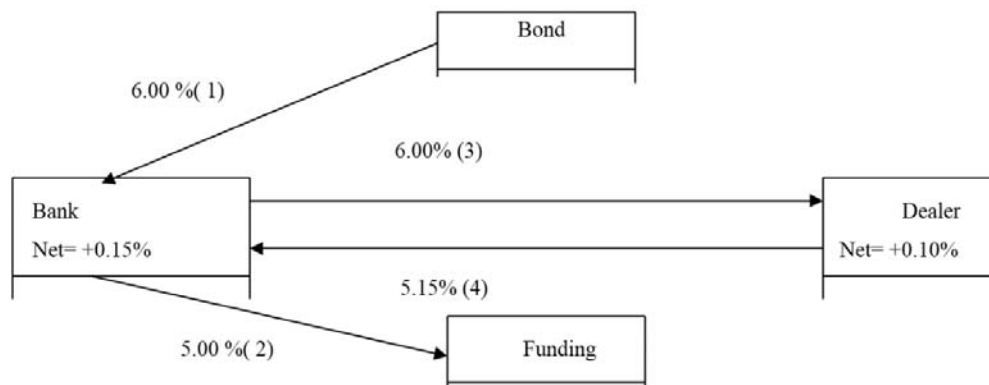 Bond
6.00 %( 1)
6.00% (3)
Bank
Net= +0.15%
Dealer
Net= +0.10%
5.15% (4)
5.00 %( 2)
Funding